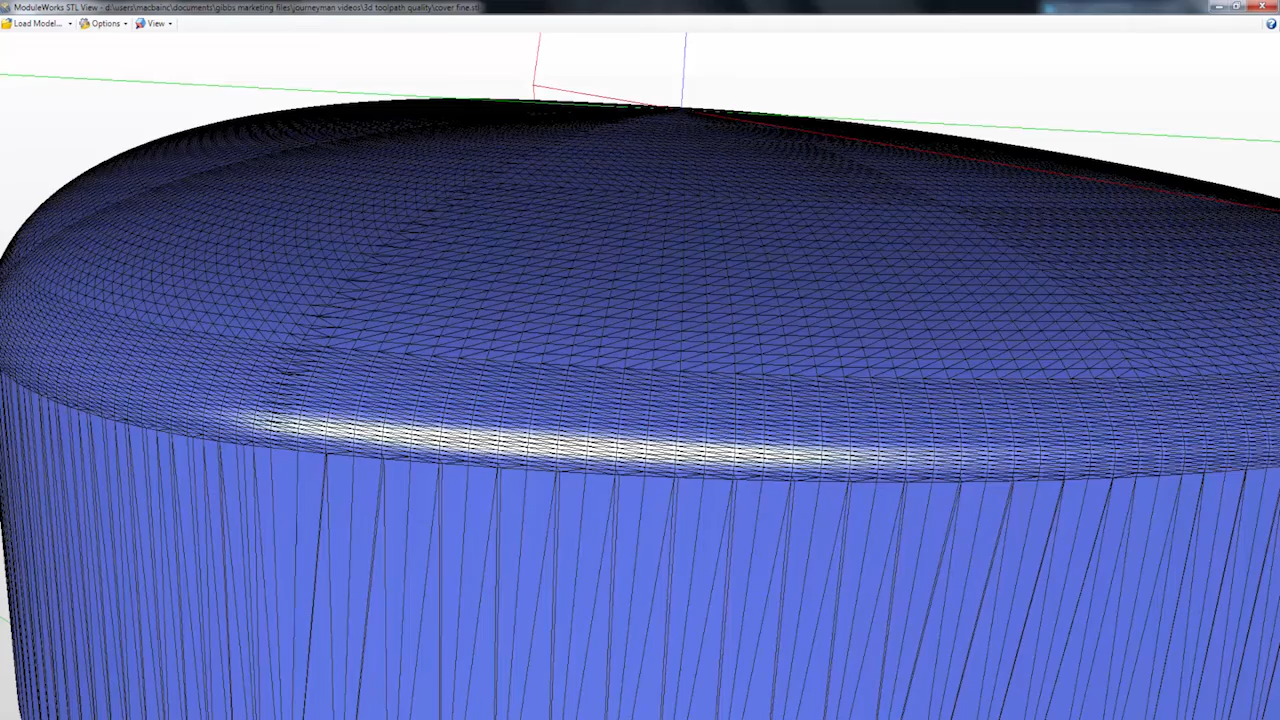 ModuleWorks STL View - d:\users\macbainc\documents\gibbs marketing files\journeyman videos\3d toolpath quality\cover fine.stl
Load Model... Options View